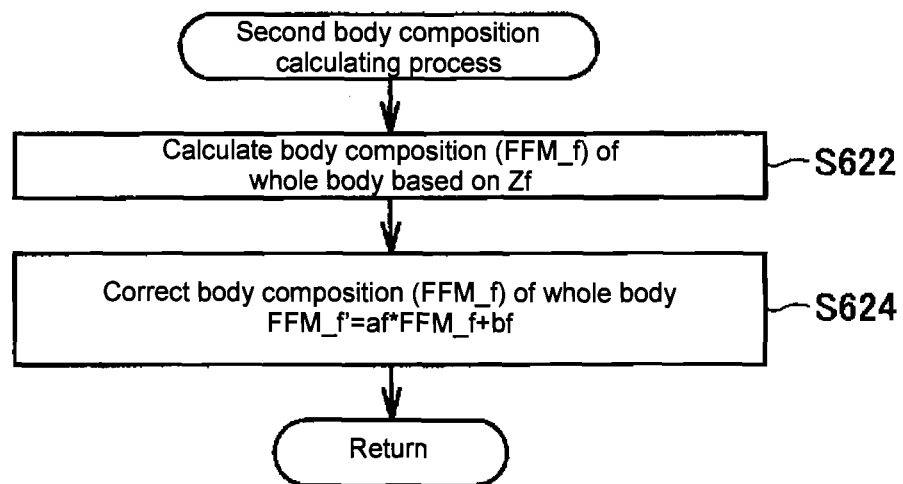 Second body composition
calculating process
Calculate body composition (FFM_f) of
whole body based on Zf
S622
Correct body composition (FFM_f) of whole body
FFM_f'=af*FFM_f+bf
S624
Return